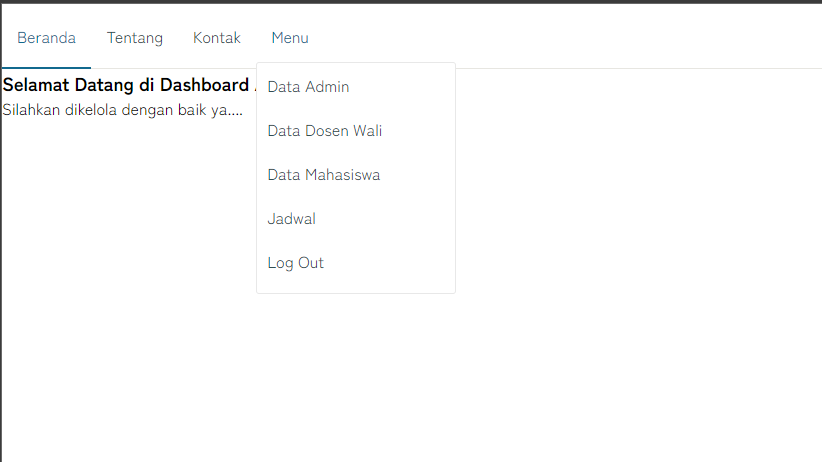 Beranda Tentang Kontak Menu
Selamat Datang di Dashboard
Silahkan dikelola dengan baik ya....
Data Admin
Data Dosen Wali
Data Mahasiswa
Jadwal
Log Out